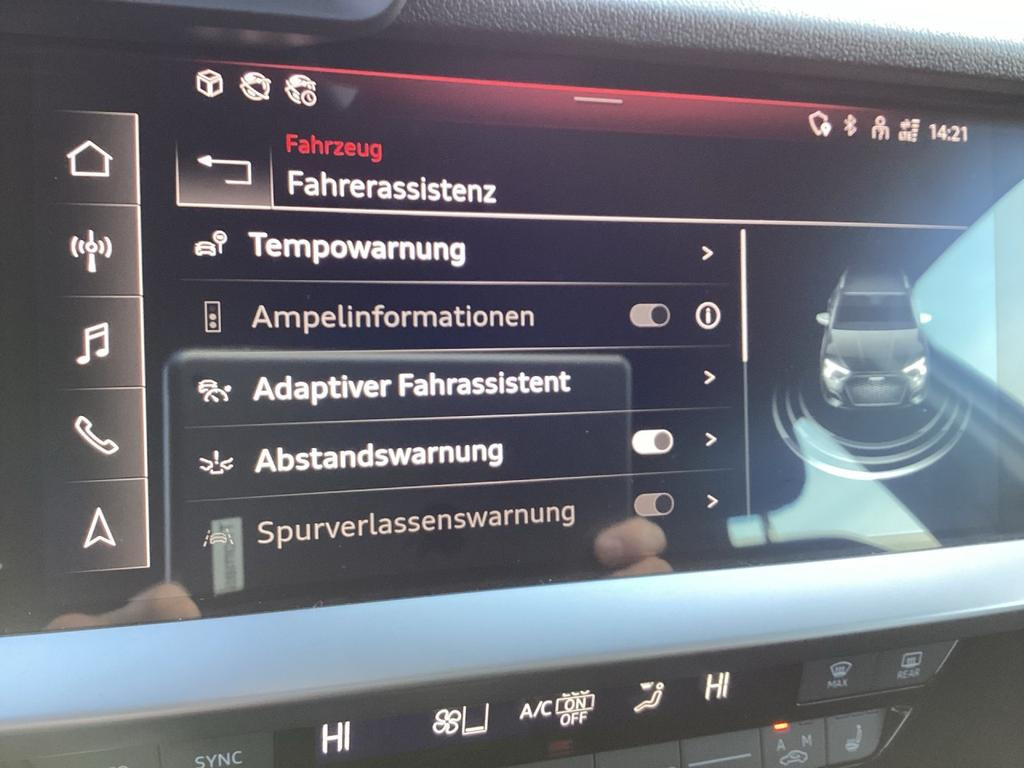 14:21
Fahrzeug
Fahrerassistenz
Tempowarnung
Ampelinformationen
Adaptiver Fahrassistent
Abstandswarnung
Spurverlassenswarnung
HI
A/C ON
OFF
HI
MAX
REAR
SYNC
A M